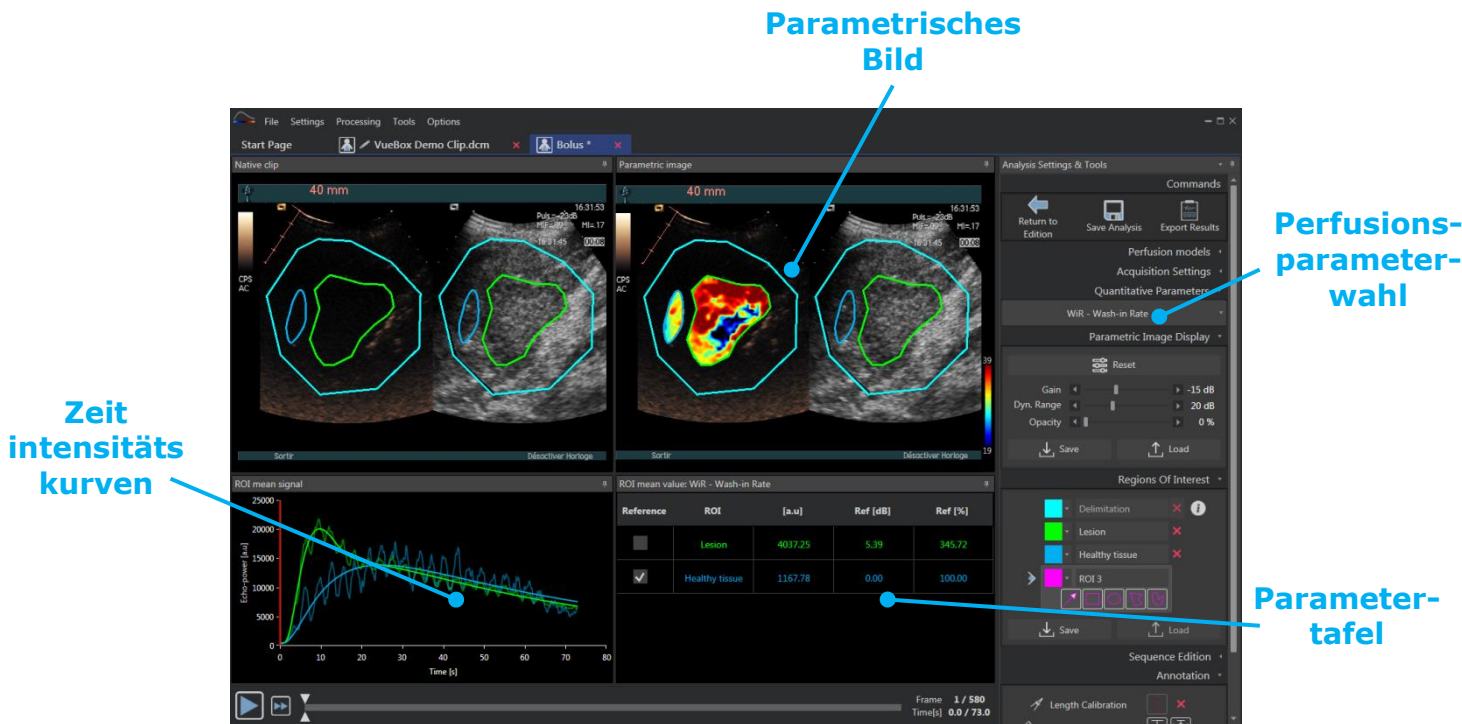 Parametrisches
Bild
File Settings Processing Tools Options
Start Page VueBox Demo Clip.dcm Bolus *
Native clip
40 mm
16:31:53
MI=.17
16:31:45 00:08
CPS
AC
Sortir Désactiver Horloge
Parametric image
40 mm
16:31:53
MI=.17
16:31:45 00:08
CPS
AC
39
19
Sortir Désactiver Horloge
Analysis Settings & Tools
Commands
Return to
Edition
Save Analysis
Export Results
Perfusion models
Acquisition Settings
Quantitative Parameters
WiR - Wash-in Rate
Parametric Image Display
Reset
Gain -15 dB
Dyn. Range 20 dB
Opacity 0 %
Save Load
Regions Of Interest
Delimitation
Lesion
Healthy tissue
ROI 3
Save Load
Sequence Edition
Annotation
Length Calibration
Perfusions-
parameter-
wahl
Zeit
intensitäts
kurven
ROI mean signal
Echo-power [a.u]
25000
20000
15000
10000
5000
0
0 10 20 30 40 50 60 70 80
Time [s]
ROI mean value: WiR - Wash-in Rate
Reference ROI [a.u] Ref [dB] Ref [%]
Lesion 4037.25 5.39 345.72
Healthy tissue 1167.78 0.00 100.00
Parameter-
tafel
Frame 1 / 580
Time[s] 0.0 / 73.0